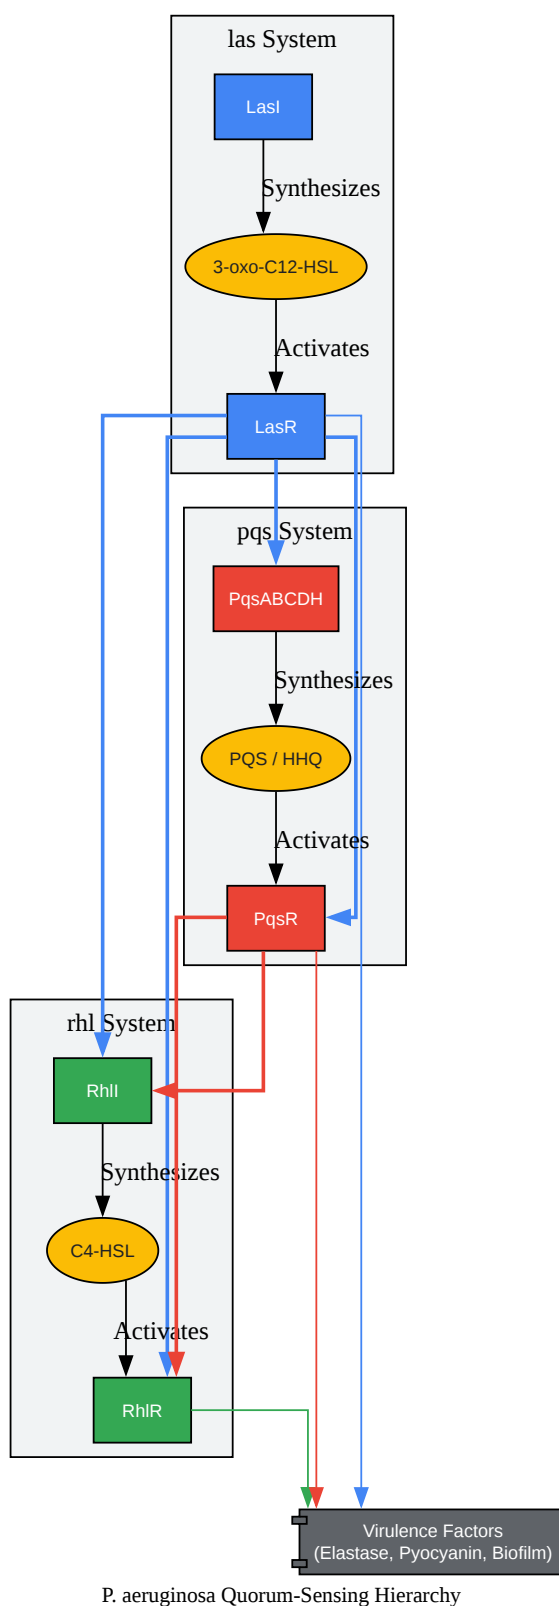 las System
LasI
Synthesizes
3-oxo-C12-HSL
Activates
LasR
pqs System
PqsABCDH
Synthesizes
PQS / HHQ
Activates
PqsR
rhl System
RhlI
Synthesizes
C4-HSL
Activates
RhlR
Virulence Factors
(Elastase, Pyocyanin, Biofilm)
P. aeruginosa Quorum-Sensing Hierarchy